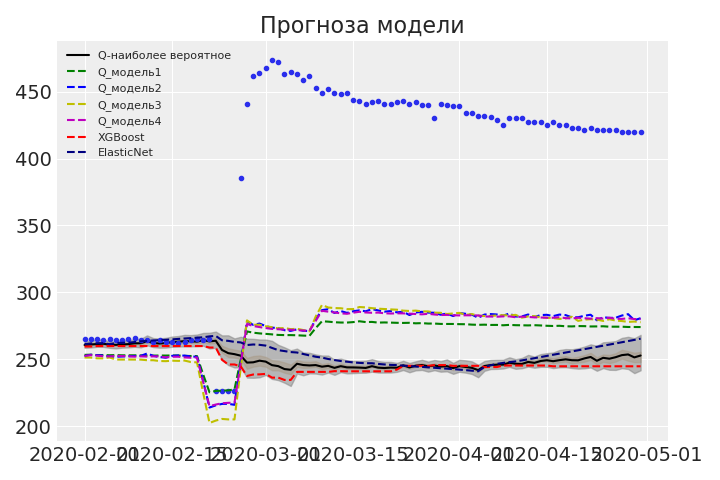 Прогноза модели
Q-наиболее вероятное
Q_модель1
Q_модель2
Q_модель3
Q_модель4
XGBoost
ElasticNet
450
400
350
300
250
200
2020-02-01 2020-02-15 2020-03-01 2020-03-15 2020-04-01 2020-04-15 2020-05-01